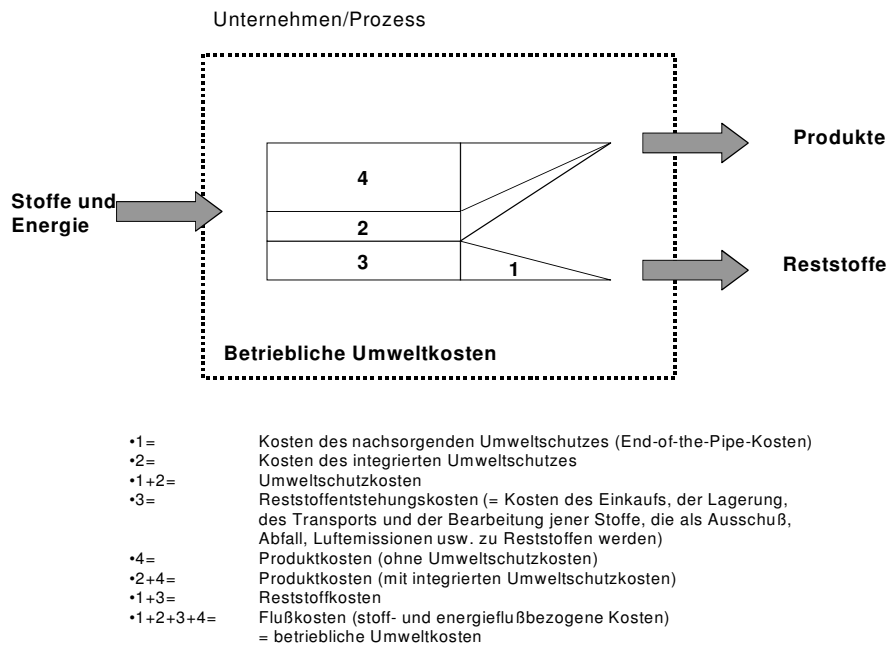 Unternehmen/Prozess
Produkte
4
Stoffe und
Energie
2
3
1
Reststoffe
Betriebliche Umweltkosten
•1= Kosten des nachsorgenden Umweltschutzes (End-of-the-Pipe-Kosten)
•2= Kosten des integrierten Umweltschutzes
•1+2= Umweltschutzkosten
•3= Reststoffentstehungskosten (= Kosten des Einkaufs, der Lagerung,
des Transports und der Bearbeitung jener Stoffe, die als Ausschuß,
Abfall, Luftemissionen usw. zu Reststoffen werden)
•4= Produktkosten (ohne Umweltschutzkosten)
•2+4= Produktkosten (mit integrierten Umweltschutzkosten)
•1+3= Reststoffkosten
•1+2+3+4= Flußkosten (stoff- und energieflußbezogene Kosten)
= betriebliche Umweltkosten